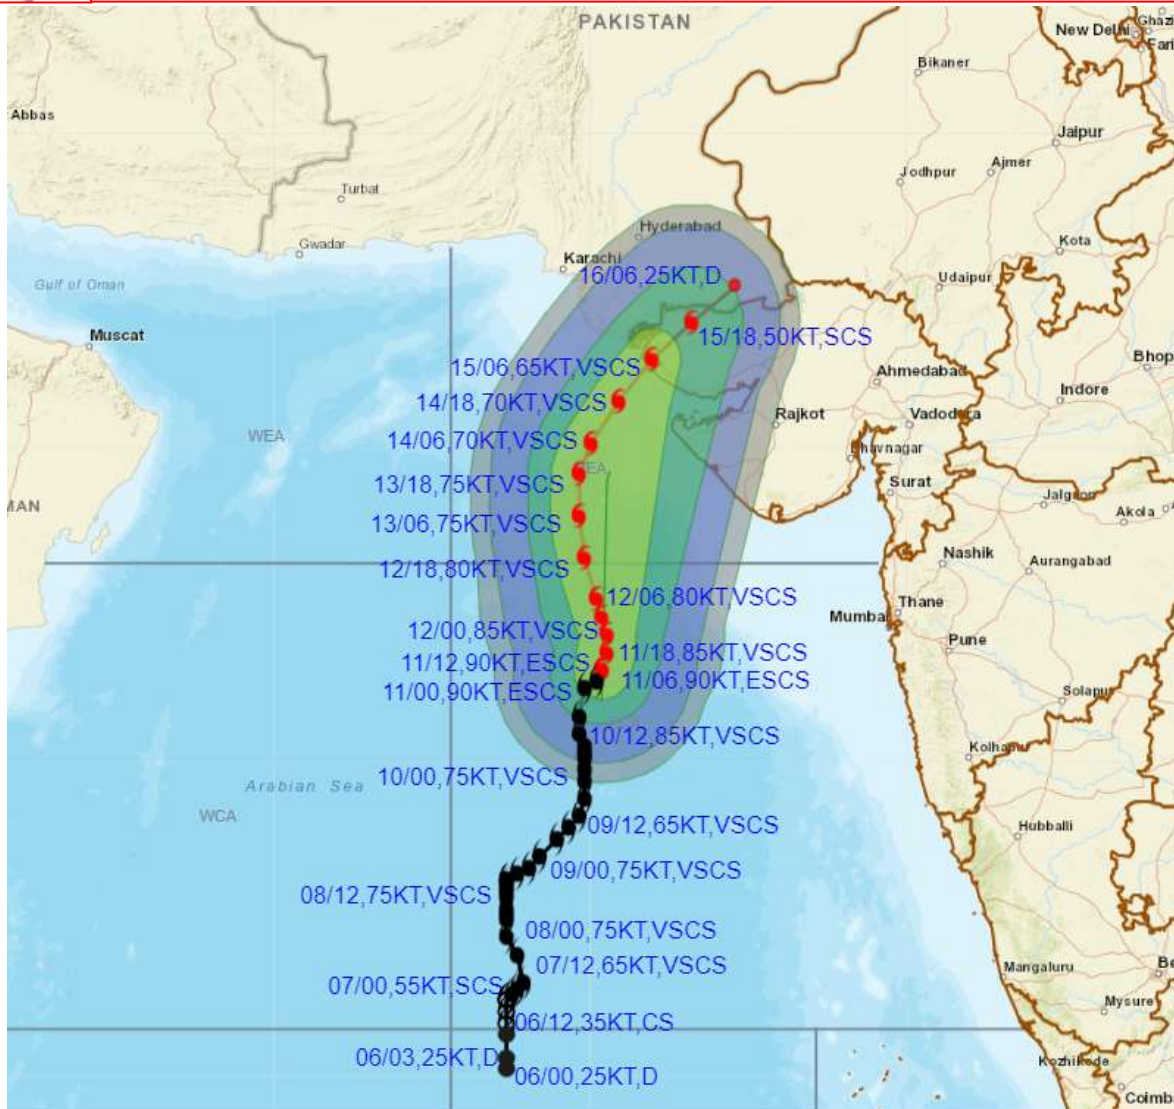 PAKISTAN
New Delhi
Bikaner
Abbas
Jaipur
Ajmer
Jodhpur
Turbat
Hyderabad
Gwadar
Kota
Karachi
16/06,25KT,D
Udaipur
Gulf of Oman
Muscat
15/18,50KT,SCS
15/06,65KT,VSCS
Ahmedabad
Indore
14/18,70KT,VSCS
Rajkot
Vadodara
WEA
14/06,70KT,VSCS
Bhavnagar
13/18,75KT,VSCS
Surat
Jalgaon
13/06,75KT,VSCS
Akola
Nashik
12/18,80KT,VSCS
Aurangabad
12/06,80KT,VSCS
Thane
Mumbai
12/00,85KT,VSCS
Pune
11/18,85KT,VSCS
11/12,90KT,ESCS
11/06,90KT,ESCS
11/00,90KT,ESCS
Solapur
10/12,85KT,VSCS
Kolhapur
10/00,75KT,VSCS
Arabian Sea
WCA
09/12,65KT,VSCS
Hubballi
09/00,75KT,VSCS
08/12,75KT,VSCS
08/00,75KT,VSCS
07/12,65KT,VSCS
Mangaluru
07/00,55KT,SCS
Mysuru
06/12,35KT,CS
06/03,25KT,D
Kozhikode
06/00,25KT,D